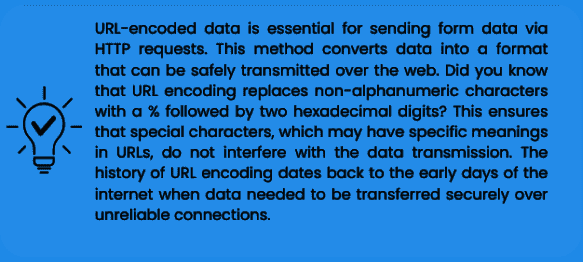 URL-encoded data is essential for sending form data via
HTTP requests. This method converts data into a format
that can be safely transmitted over the web. Did you know
that URL encoding replaces non-alphanumeric characters
with a % followed by two hexadecimal digits? This ensures
that special characters, which may have specific meanings
in URLs, do not interfere with the data transmission. The
history of URL encoding dates back to the early days of the
internet when data needed to be transferred securely over
unreliable connections.